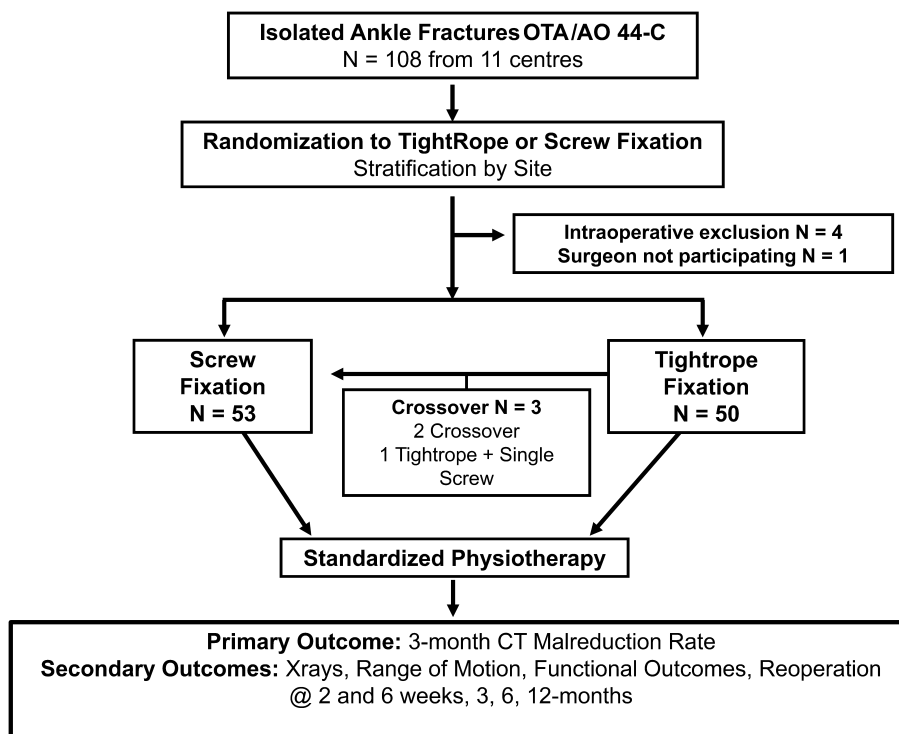 Isolated Ankle Fractures OTA/AO 44-C
N = 108 from 11 centres
Randomization to TightRope or Screw Fixation
Stratification by Site
Intraoperative exclusion N = 4
Surgeon not participating N = 1
Screw
Fixation
N = 53
Tightrope
Fixation
N = 50
Crossover N = 3
2 Crossover
1 Tightrope + Single
Screw
Standardized Physiotherapy
Primary Outcome: 3-month CT Malreduction Rate
Secondary Outcomes: Xrays, Range of Motion, Functional Outcomes, Reoperation
@ 2 and 6 weeks, 3, 6, 12-months